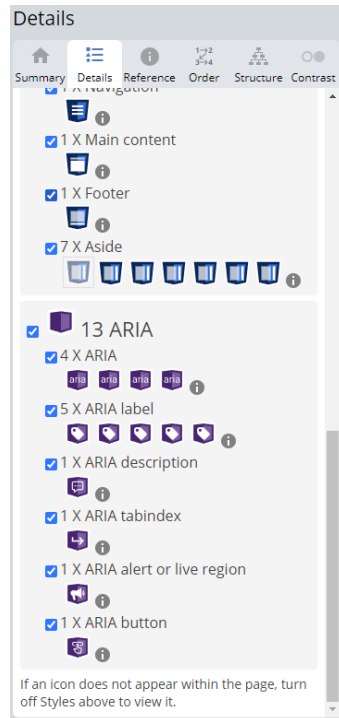 Details
Summary Details Reference Order Structure Contrast
1 X Navigation
1 X Main content
1 X Footer
7 X Aside
13 ARIA
4 X ARIA
aria aria aria aria
5 X ARIA label
1 X ARIA description
1 X ARIA tabindex
1 X ARIA alert or live region
1 X ARIA button
If an icon does not appear within the page, turn
off Styles above to view it.